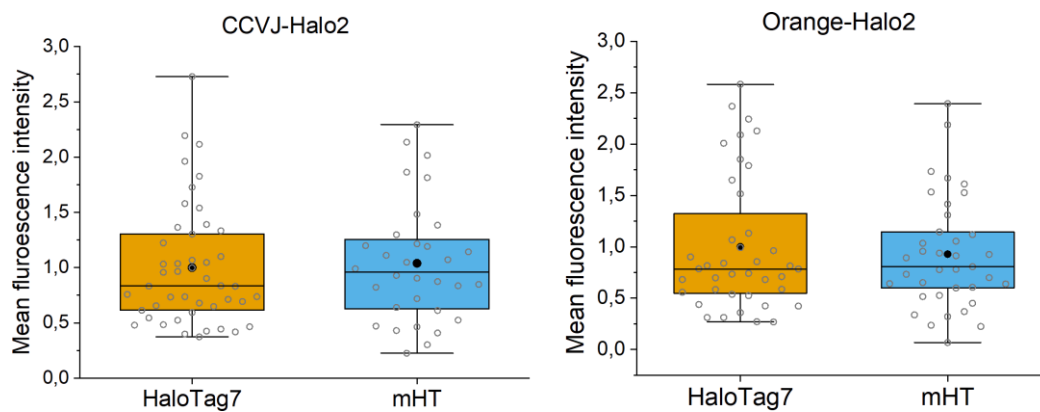 CCVJ-Halo2
Mean fluroescence intensity
3,0
2,5
2,0
1,5
1,0
0,5
0,0
HaloTag7 mHT
Orange-Halo2
Mean fluorescence intensity
3,0
2,5
2,0
1,5
1,0
0,5
0,0
HaloTag7 mHT